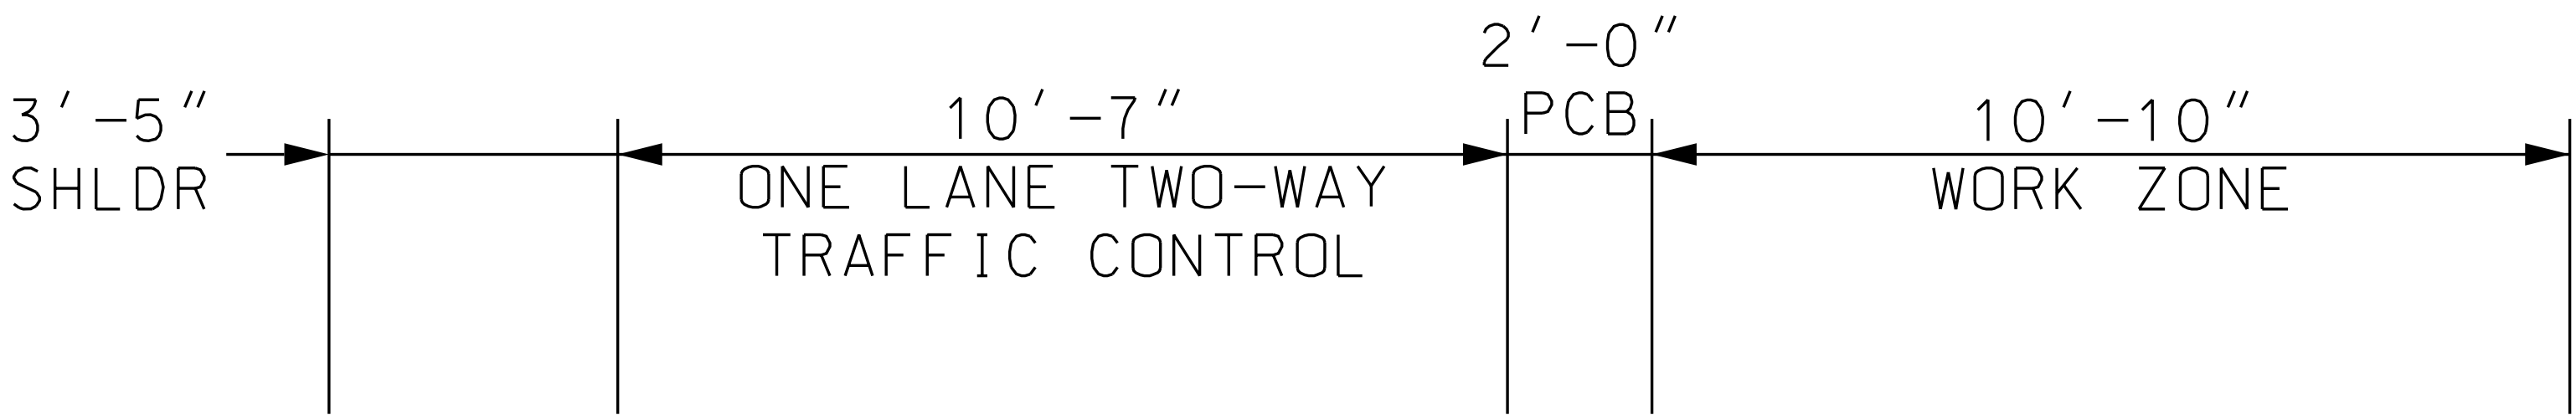 3'-5"
SHLDR
10'-7"
ONE LANE TWO-WAY
TRAFFIC CONTROL
2'-0"
PCB
10'-10"
WORK ZONE